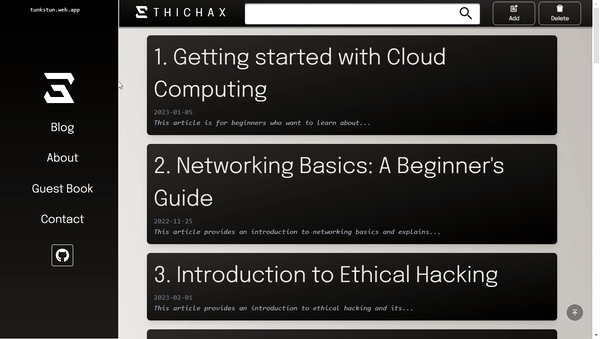 tunkstun.web.app
THICHAX
Add
Delete
Blog
About
Guest Book
Contact
1. Getting started with Cloud
Computing
2023-01-05
This article is for beginners who want to learn about...
2. Networking Basics: A Beginner's
Guide
2022-11-25
This article provides an introduction to networking basics and explains...
3. Introduction to Ethical Hacking
2023-02-01
This article provides an introduction to ethical hacking and its...